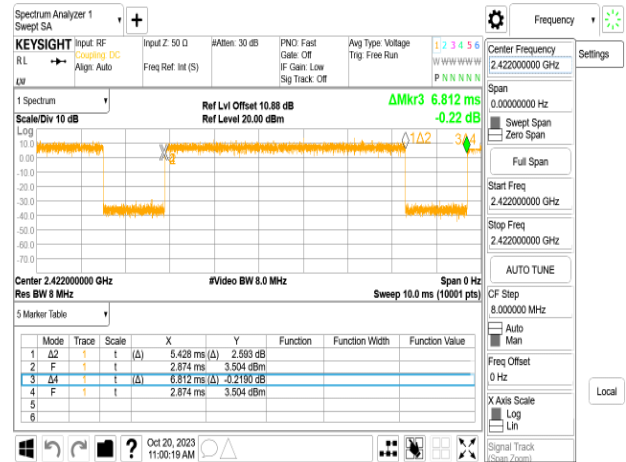 Spectrum Analyzer 1
Swept SA
+
Frequency
KEYSIGHT
RL
Input: RF
Coupling: DC
Align: Auto
Input Z: 50 Ω
Freq Ref: Int (S)
#Atten: 30 dB
PNO: Fast
Gate: Off
IF Gain: Low
Sig Track: Off
Avg Type: Voltage
Trig: Free Run
1 2 3 4 5 6
W W W W W W
P N N N N N
1 Spectrum
Scale/Div 10 dB
Ref Lvl Offset 10.88 dB
Ref Level 20.00 dBm
ΔMkr3 6.812 ms
-0.22 dB
Log
10.0
0.00
-10.0
-20.0
-30.0
-40.0
-50.0
-60.0
-70.0
1Δ2
Center 2.422000000 GHz
Res BW 8 MHz
#Video BW 8.0 MHz
Span 0 Hz
Sweep 10.0 ms (10001 pts)
5 Marker Table
Mode Trace Scale X Y Function Function Width Function Value
1 Δ2 1 t (Δ) 5.428 ms (Δ) 2.593 dB
2 F 1 t 2.874 ms 3.504 dBm
3 Δ4 1 t (Δ) 6.812 ms (Δ) -0.2190 dB
4 F 1 t 2.874 ms 3.504 dBm
5
6
?
Oct 20, 2023
11:00:19 AM
Center Frequency
2.422000000 GHz
Settings
Span
0.00000000 Hz
Swept Span
Zero Span
Full Span
Start Freq
2.422000000 GHz
Stop Freq
2.422000000 GHz
AUTO TUNE
CF Step
8.000000 MHz
Auto
Man
Freq Offset
0 Hz
X Axis Scale
Log
Lin
Local
Signal Track
(Span Zoom)